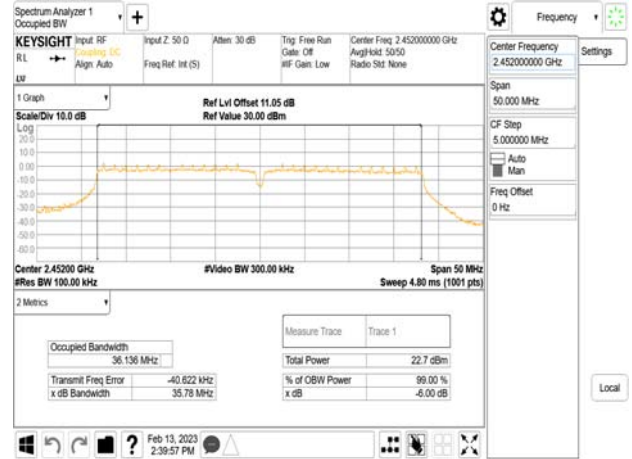 Spectrum Analyzer 1
Occupied BW
Frequency
KEYSIGHT
Input: RF
Coupling: DC
Align: Auto
Input Z: 50 Ω
Freq Ref: Int (S)
Atten: 30 dB
Trig: Free Run
Gate: Off
#IF Gain: Low
Center Freq: 2.452000000 GHz
Avg|Hold: 50/50
Radio Std: None
RL
LXI
Center Frequency
2.452000000 GHz
Settings
Span
50.000 MHz
CF Step
5.000000 MHz
Auto
Man
Freq Offset
0 Hz
Local
1 Graph
Scale/Div 10.0 dB
Ref Lvl Offset 11.05 dB
Ref Value 30.00 dBm
Log
20.0
10.0
0.00
-10.0
-20.0
-30.0
-40.0
-50.0
-60.0
Center 2.45200 GHz
#Res BW 100.00 kHz
#Video BW 300.00 kHz
Span 50 MHz
Sweep 4.80 ms (1001 pts)
2 Metrics
Measure Trace
Trace 1
Occupied Bandwidth
36.136 MHz
Total Power
22.7 dBm
Transmit Freq Error
-40.622 kHz
% of OBW Power
99.00 %
x dB Bandwidth
35.78 MHz
x dB
-6.00 dB
Feb 13, 2023
2:39:57 PM